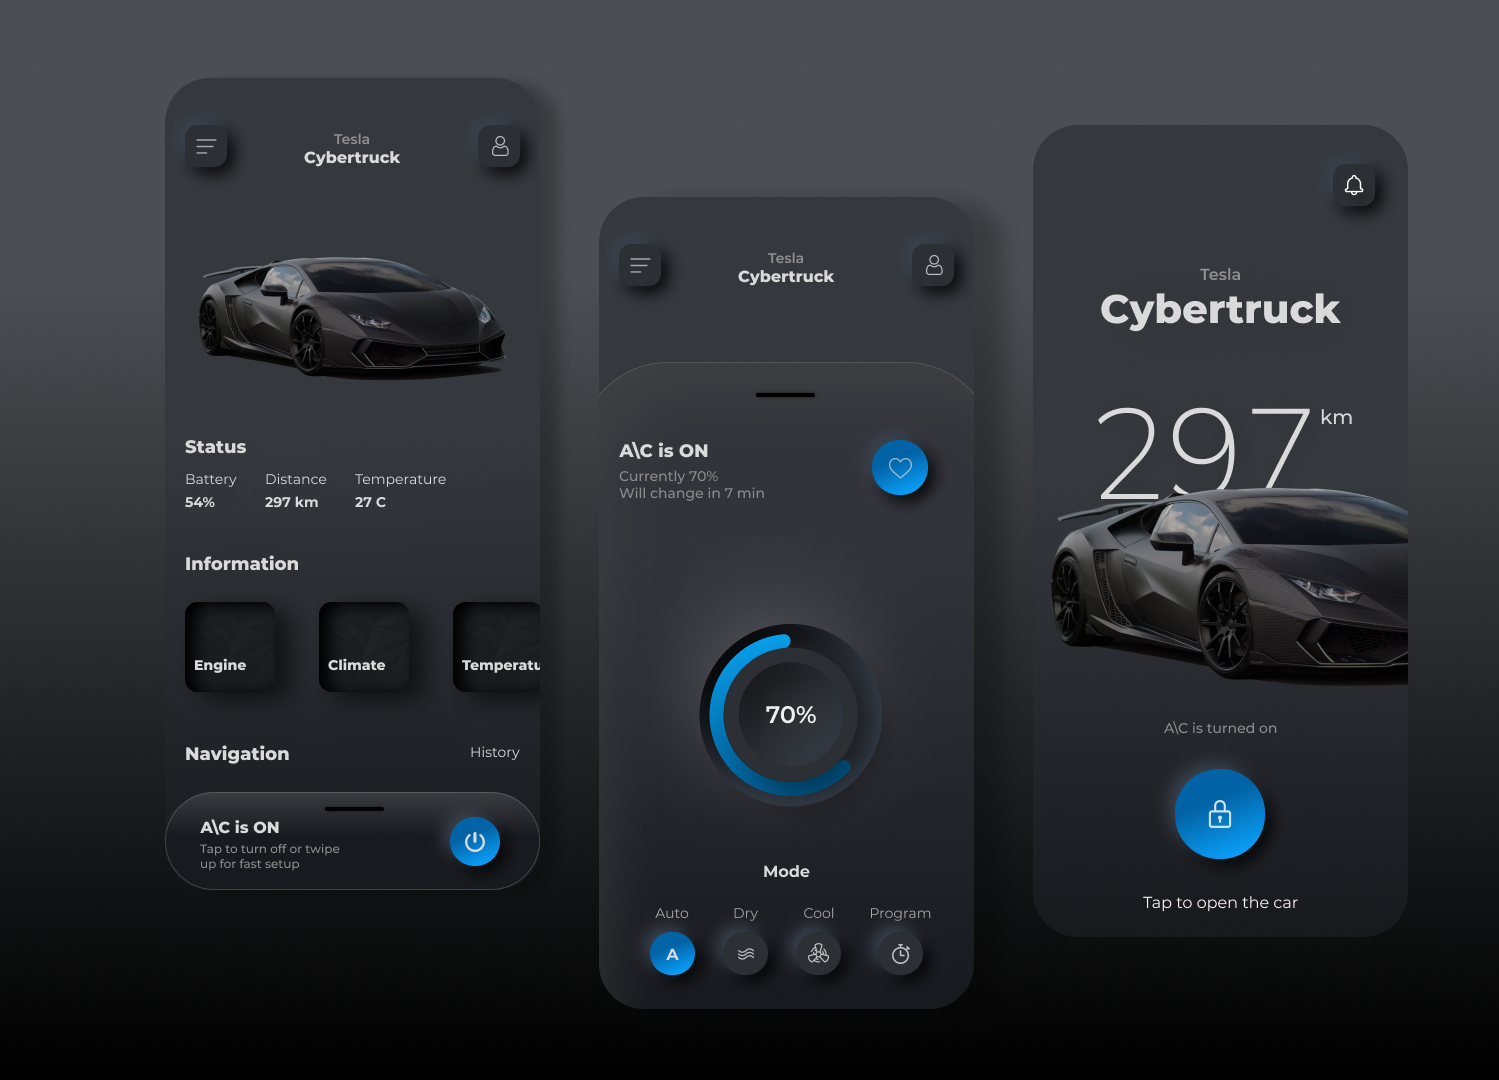 Tesla
Cybertruck
Status
Battery Distance Temperature
54% 297 km 27 C
Information
Engine Climate Temperatu
Navigation History
A\C is ON
Tap to turn off or twipe
up for fast setup
Tesla
Cybertruck
A\C is ON
Currently 70%
Will change in 7 min
70%
Mode
Auto Dry Cool Program
A
Tesla
Cybertruck
297 km
A\C is turned on
Tap to open the car